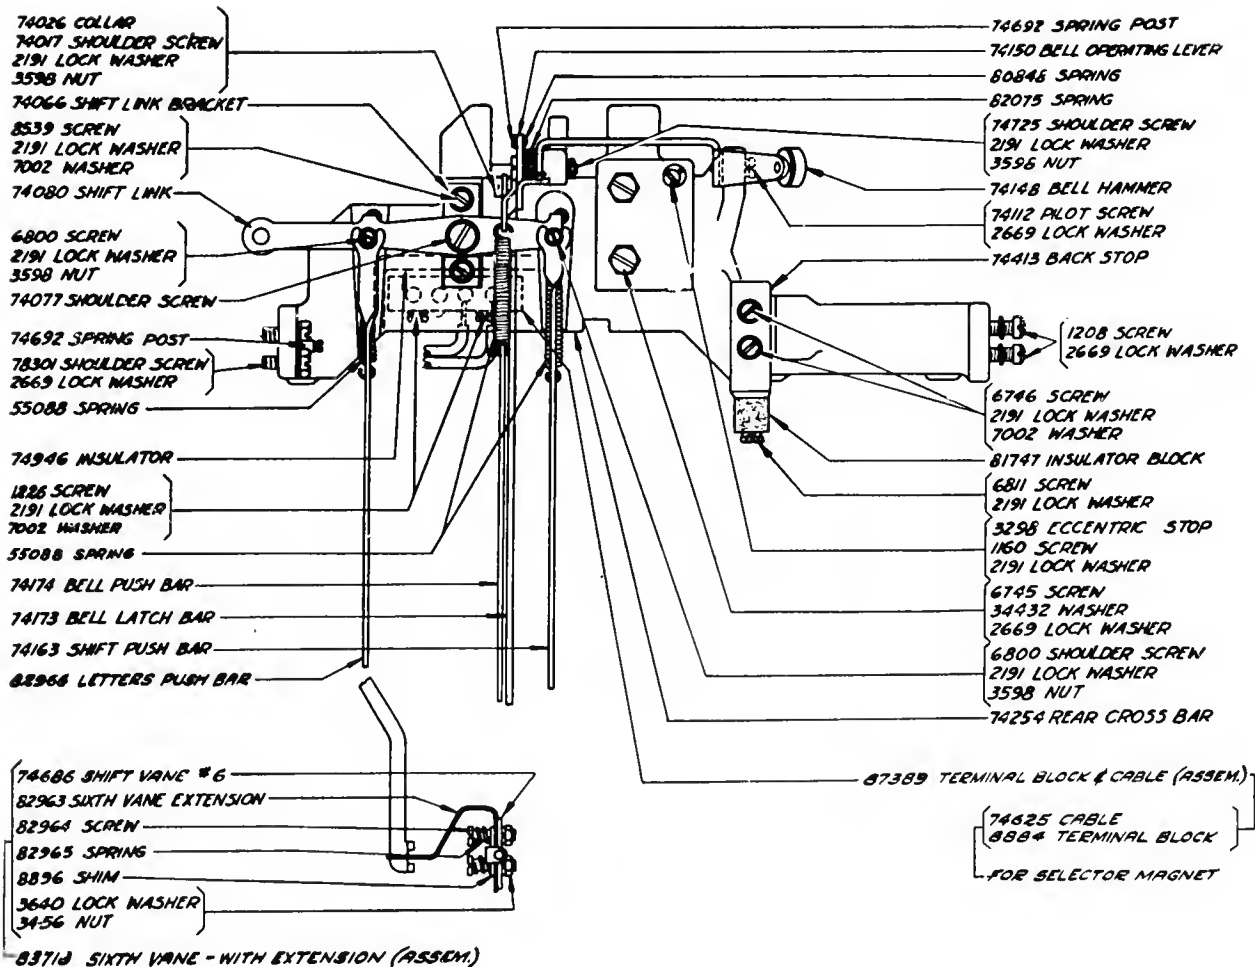 74026 COLLAR
74017 SHOULDER SCREW
2191 LOCK WASHER
3598 NUT
74066 SHIFT LINK BRACKET
8539 SCREW
2191 LOCK WASHER
7002 WASHER
74080 SHIFT LINK
6800 SCREW
2191 LOCK WASHER
3598 NUT
74077 SHOULDER SCREW
74692 SPRING POST
78301 SHOULDER SCREW
2669 LOCK WASHER
55088 SPRING
74946 INSULATOR
1226 SCREW
2191 LOCK WASHER
7002 WASHER
55088 SPRING
74174 BELL PUSH BAR
74173 BELL LATCH BAR
74163 SHIFT PUSH BAR
82966 LETTERS PUSH BAR
74686 SHIFT VANE #6
82963 SIXTH VANE EXTENSION
82964 SCREW
82965 SPRING
8896 SHIM
3640 LOCK WASHER
3456 NUT
SIXTH VANE - WITH EXTENSION (ASSEM.)
74692 SPRING POST
74150 BELL OPERATING LEVER
80848 SPRING
82075 SPRING
74725 SHOULDER SCREW
2191 LOCK WASHER
3598 NUT
74148 BELL HAMMER
74112 PILOT SCREW
2669 LOCK WASHER
74413 BACK STOP
1208 SCREW
2669 LOCK WASHER
6746 SCREW
2191 LOCK WASHER
7002 WASHER
81747 INSULATOR BLOCK
6811 SCREW
2191 LOCK WASHER
3298 ECCENTRIC STOP
1160 SCREW
2191 LOCK WASHER
6745 SCREW
34432 WASHER
2669 LOCK WASHER
6800 SHOULDER SCREW
2191 LOCK WASHER
3598 NUT
74254 REAR CROSS BAR
87389 TERMINAL BLOCK & CABLE (ASSEM.)
74625 CABLE
8884 TERMINAL BLOCK
FOR SELECTOR MAGNET